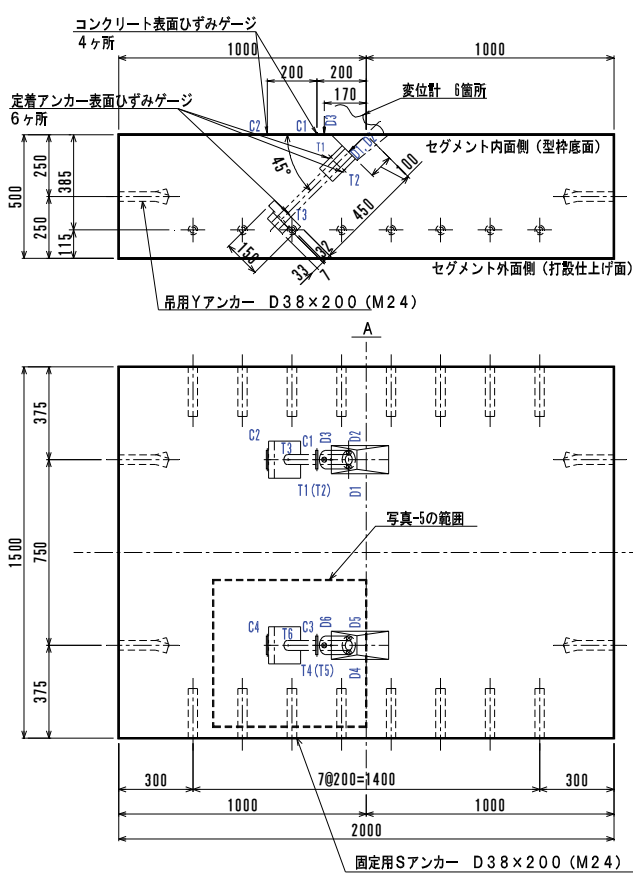 コンクリート表面ひずみゲージ
4ヶ所
1000
1000
200
200
170
変位計 6箇所
定着アンカー表面ひずみゲージ
6ヶ所
C2
C1
D3
T1
D1
D2
セグメント内面側（型枠底面）
45°
T2
100
250
385
500
T3
450
250
115
158
32
33
7
セグメント外面側（打設仕上げ面）
吊用Yアンカー D38×200(M24)
A
375
C2
T3
C1
D3
D2
T1(T2)
D1
写真-5の範囲
1500
750
C4
T6
C3
D6
D5
T4(T5)
D4
375
300
7@200=1400
300
1000
1000
2000
固定用Sアンカー D38×200(M24)